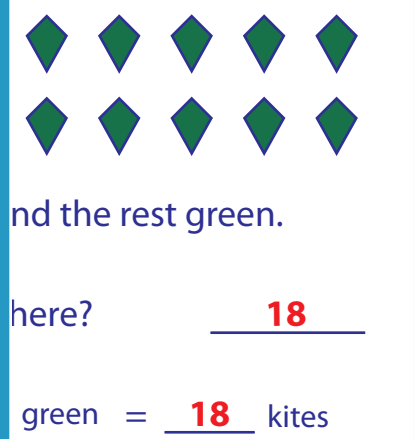 nd the rest green.
here? 18
green = 18 kites